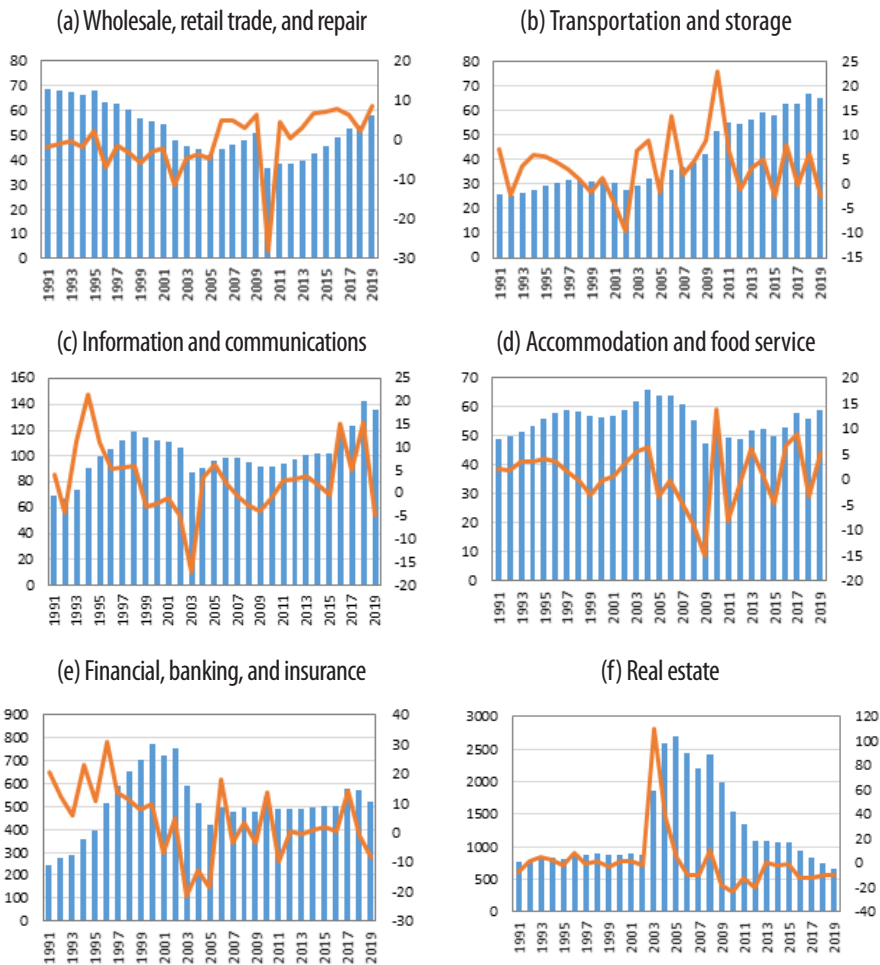 (a) Wholesale, retail trade, and repair
80 70 60 50 40 30 20 10 0
20 10 0 -10 -20 -30
1991 1993 1995 1997 1999 2001 2003 2005 2007 2009 2011 2013 2015 2017 2019
(b) Transportation and storage
80 70 60 50 40 30 20 10 0
25 20 15 10 5 0 -5 -10 -15
1991 1993 1995 1997 1999 2001 2003 2005 2007 2009 2011 2013 2015 2017 2019
(c) Information and communications
160 140 120 100 80 60 40 20 0
25 20 15 10 5 0 -5 -10 -15 -20
1991 1993 1995 1997 1999 2001 2003 2005 2007 2009 2011 2013 2015 2017 2019
(d) Accommodation and food service
70 60 50 40 30 20 10 0
20 15 10 5 0 -5 -10 -15 -20
1991 1993 1995 1997 1999 2001 2003 2005 2007 2009 2011 2013 2015 2017 2019
(e) Financial, banking, and insurance
900 800 700 600 500 400 300 200 100 0
40 30 20 10 0 -10 -20 -30
1991 1993 1995 1997 1999 2001 2003 2005 2007 2009 2011 2013 2015 2017 2019
(f) Real estate
3000 2500 2000 1500 1000 500 0
120 100 80 60 40 20 0 -20 -40
1991 1993 1995 1997 1999 2001 2003 2005 2007 2009 2011 2013 2015 2017 2019